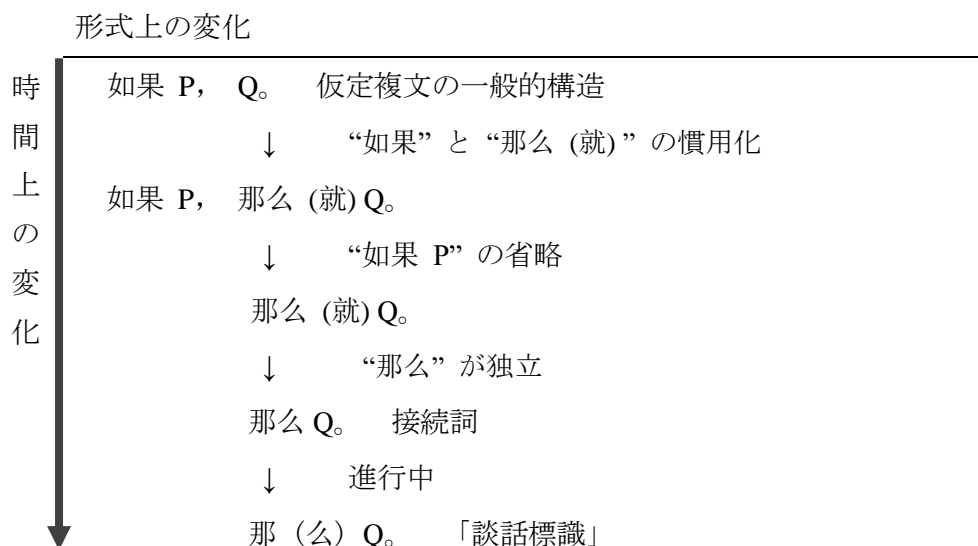 形式上の変化
時間上の変化
如果 P， Q。 仮定複文の一般的構造
↓ “如果” と “那么 (就) ” の慣用化
如果 P， 那么 (就) Q。
↓ “如果 P” の省略
那么 (就) Q。
↓ “那么” が独立
那么 Q。 接続詞
↓ 進行中
那（么）Q。 「談話標識」